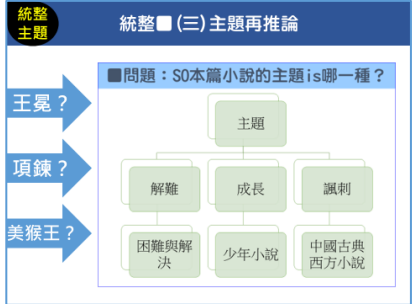 統整
主題
統整■(三)主題再推論
■問題：SO本篇小說的主題is哪一種？
王冕？
項鍊？
美猴王？
主題
解難
成長
諷刺
困難與解
決
少年小說
中國古典
西方小說